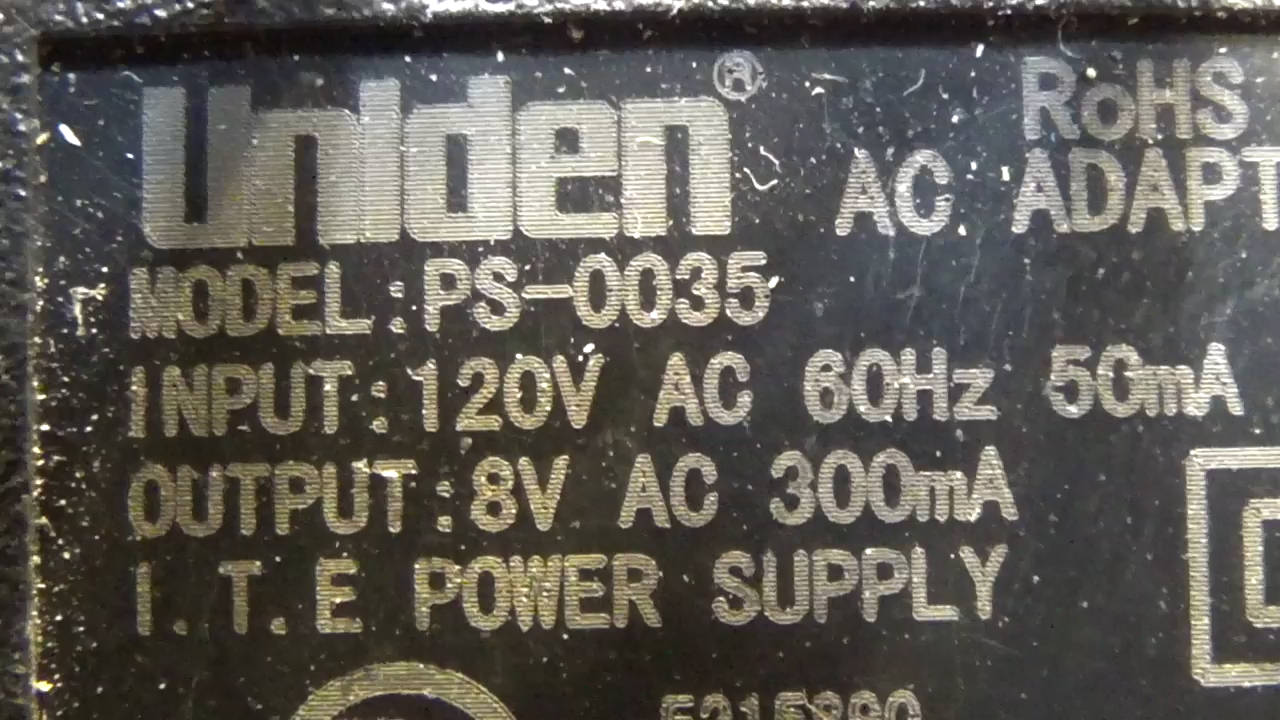 Uniden® RoHS
AC ADAPT
MODEL:PS-0035
INPUT:120V AC 60Hz 50mA
OUTPUT:8V AC 300mA
I.T.E POWER SUPPLY